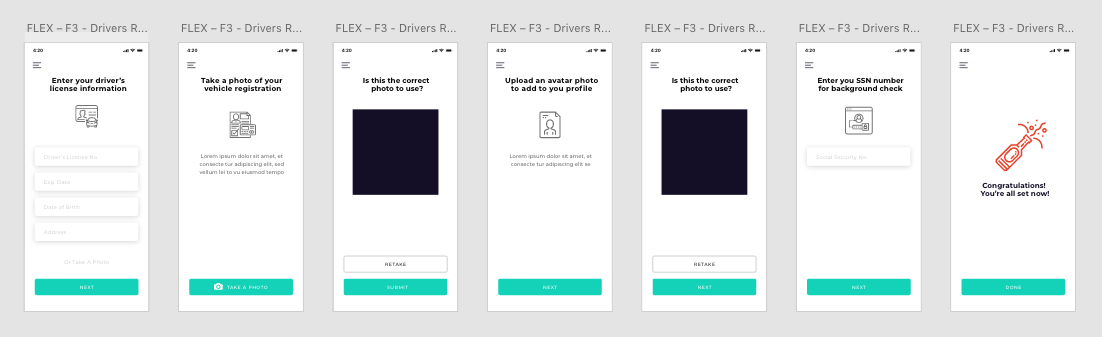 FLEX – F3 - Drivers R...
4:20
Enter your driver's
license information
Driver's License No.
Exp. Date
Date of Birth
Address
Or Take A Photo
NEXT
FLEX – F3 - Drivers R...
4:20
Take a photo of your
vehicle registration
Lorem ipsum dolor sit amet, et
consecte tur adipiscing elit, sed
vellum lei to vu eiusmod tempo
TAKE A PHOTO
FLEX – F3 - Drivers R...
4:20
Is this the correct
photo to use?
RETAKE
SUBMIT
FLEX – F3 - Drivers R...
4:20
Upload an avatar photo
to add to you profile
Lorem ipsum dolor sit amet, et
consecte tur adipiscing elit se
NEXT
FLEX – F3 - Drivers R...
4:20
Is this the correct
photo to use?
RETAKE
NEXT
FLEX – F3 - Drivers R...
4:20
Enter you SSN number
for background check
Social Security No.
NEXT
FLEX – F3 - Drivers R...
4:20
Congratulations!
You're all set now!
DONE